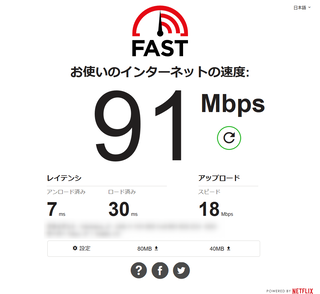 日本語
FAST
お使いのインターネットの速度:
91 Mbps
レイテンシ
アップロード
アンロード済み
ロード済み
スピード
7 ms
30 ms
18 Mbps
設定
80MB
40MB
?
POWERED BY NETFLIX